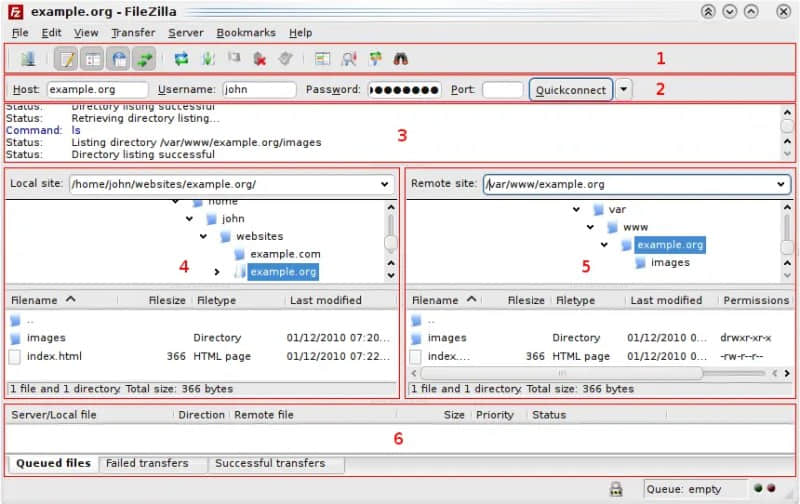 example.org - FileZilla
File Edit View Transfer Server Bookmarks Help
1
Host: example.org Username: john Password: Port: Quickconnect 2
Status: Directory listing successful
Status: Retrieving directory listing...
Command: ls
Status: Listing directory /var/www/example.org/images
Status: Directory listing successful
3
Local site: /home/john/websites/example.org/
home
john
websites
example.com
example.org
4
Filename Filesize Filetype Last modified
..
images Directory 01/12/2010 07:20...
index.html 366 HTML page 01/12/2010 07:22...
1 file and 1 directory. Total size: 366 bytes
Remote site: /var/www/example.org
var
www
example.org
images
5
Filename Filesize Filetype Last modified Permissions
..
images Directory 01/12/2010 0... drwxr-xr-x
index.... 366 HTML page 01/12/2010 0... -rw-r--r--
1 file and 1 directory. Total size: 366 bytes
Server/Local file Direction Remote file Size Priority Status
6
Queued files Failed transfers Successful transfers
Queue: empty